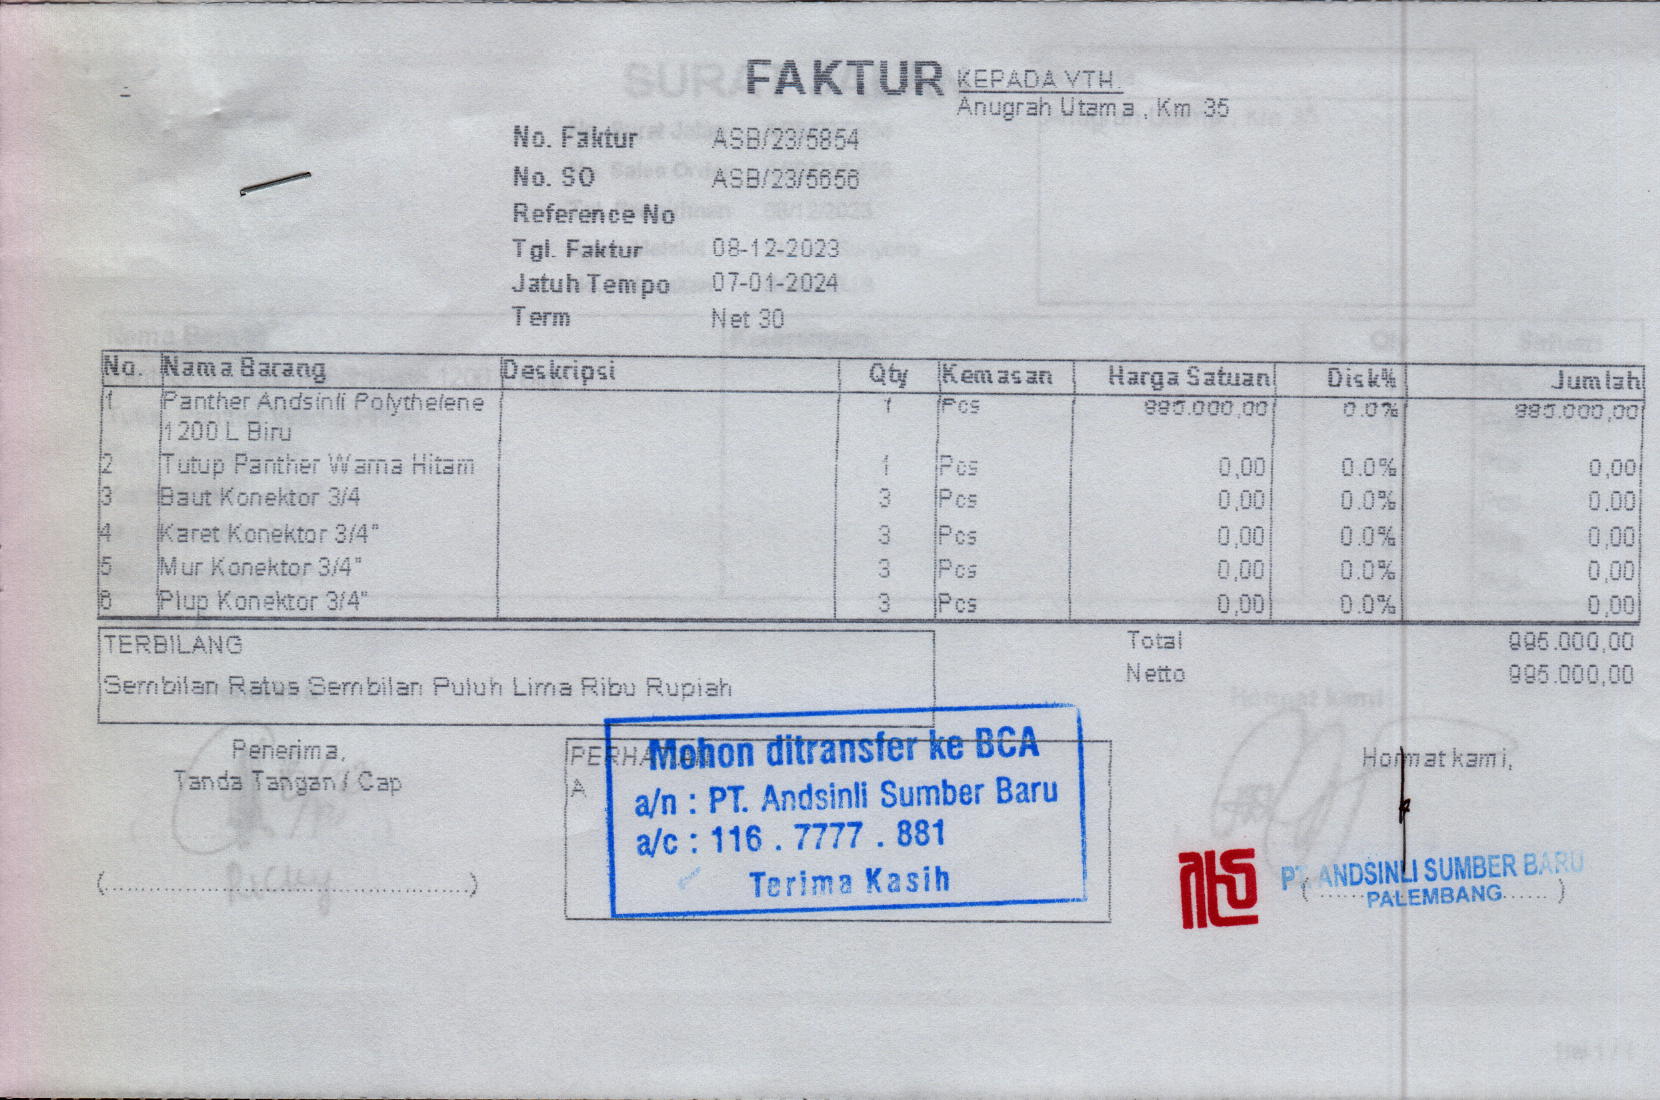 FAKTUR
KEPADA YTH.
Anugrah Utama , Km 35
No. Faktur ASB/23/5854
No. SO ASB/23/5656
Reference No
Tgl. Faktur 08-12-2023
Jatuh Tempo 07-01-2024
Term Net 30
No. Nama Barang Deskripsi Qty Kemasan Harga Satuan Disk% Jumlah
1 Panther Andsinli Polythelene 1 Pcs 995.000,00 0.0% 995.000,00
1200 L Biru
2 Tutup Panther Warna Hitam 1 Pcs 0,00 0.0% 0,00
3 Baut Konektor 3/4 3 Pcs 0,00 0.0% 0.00
4 Karet Konektor 3/4" 3 Pcs 0,00 0.0% 0,00
5 Mur Konektor 3/4" 3 Pcs 0,00 0.0% 0,00
6 Plup Konektor 3/4" 3 Pcs 0,00 0.0% 0,00
TERBILANG
Sembilan Ratus Sembilan Puluh Lima Ribu Rupiah
Total 995.000,00
Netto 995.000,00
Penerima,
Tanda Tangan / Cap
Mohon ditransfer ke BCA
a/n : PT. Andsinli Sumber Baru
a/c : 116 . 7777 . 881
Terima Kasih
Hormat kami,
PT. ANDSINLI SUMBER BARU
PALEMBANG